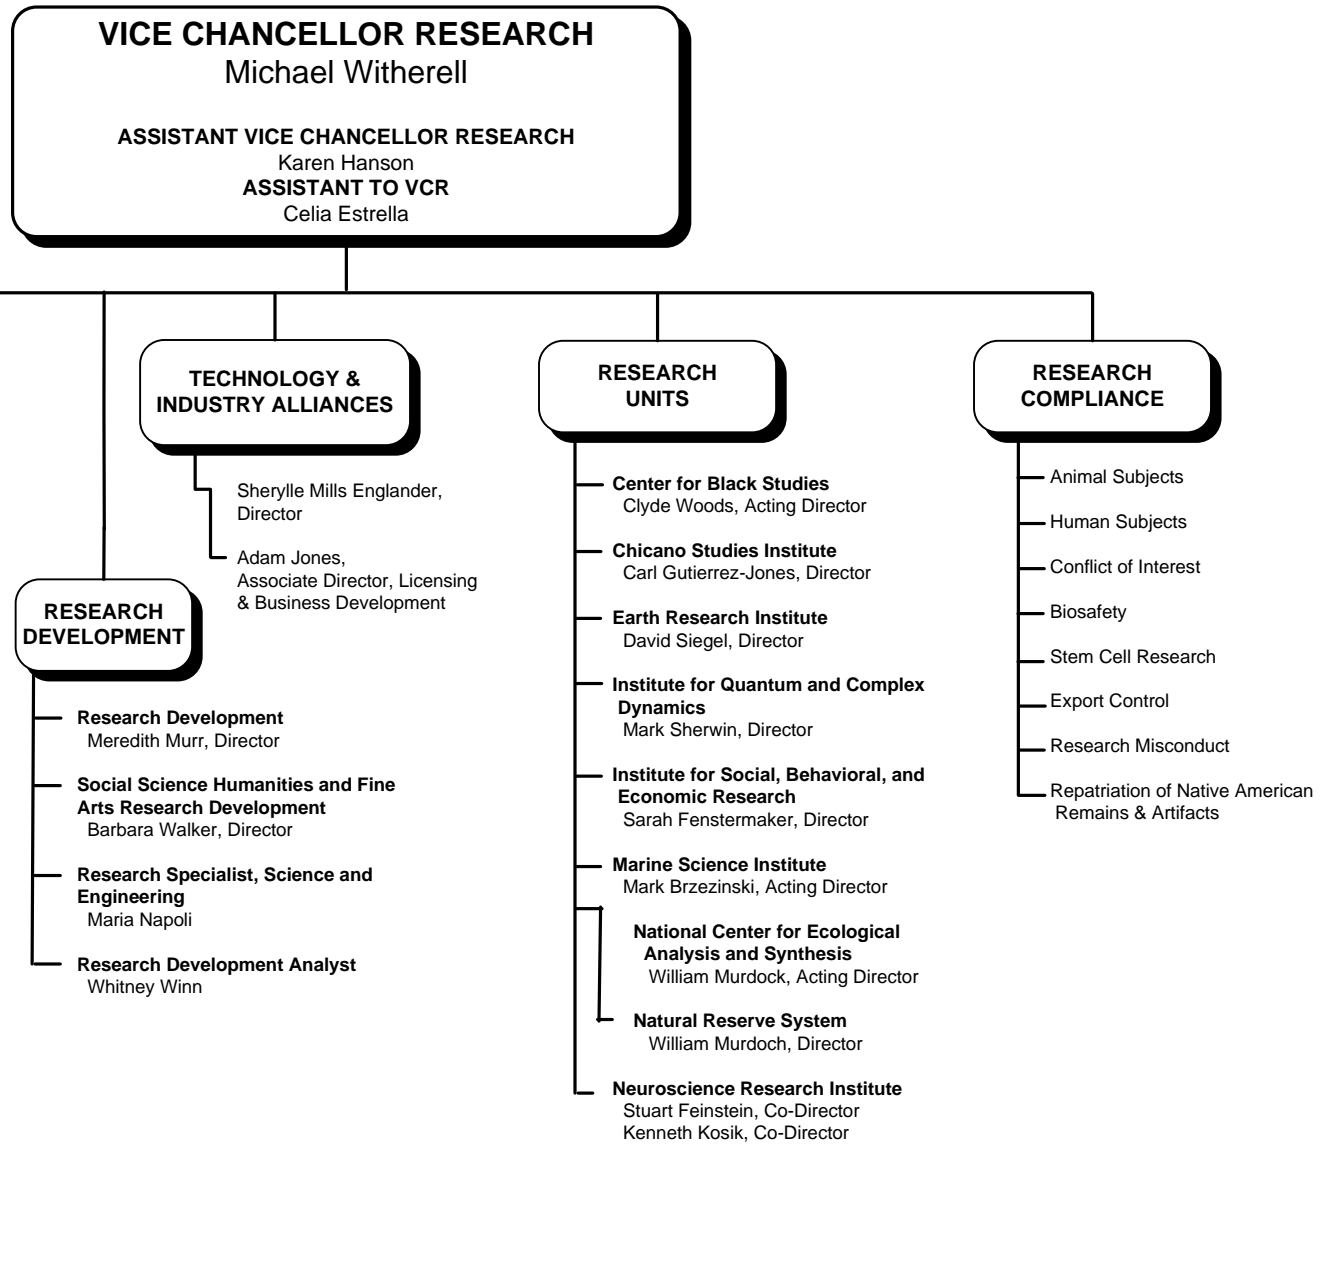 VICE CHANCELLOR RESEARCH
Michael Witherell
ASSISTANT VICE CHANCELLOR RESEARCH
Karen Hanson
ASSISTANT TO VCR
Celia Estrella
TECHNOLOGY &
INDUSTRY ALLIANCES
Sherylle Mills Englander,
Director
Adam Jones,
Associate Director, Licensing
& Business Development
RESEARCH
DEVELOPMENT
Research Development
Meredith Murr, Director
Social Science Humanities and Fine
Arts Research Development
Barbara Walker, Director
Research Specialist, Science and
Engineering
Maria Napoli
Research Development Analyst
Whitney Winn
RESEARCH
UNITS
Center for Black Studies
Clyde Woods, Acting Director
Chicano Studies Institute
Carl Gutierrez-Jones, Director
Earth Research Institute
David Siegel, Director
Institute for Quantum and Complex
Dynamics
Mark Sherwin, Director
Institute for Social, Behavioral, and
Economic Research
Sarah Fenstermaker, Director
Marine Science Institute
Mark Brzezinski, Acting Director
National Center for Ecological
Analysis and Synthesis
William Murdock, Acting Director
Natural Reserve System
William Murdoch, Director
Neuroscience Research Institute
Stuart Feinstein, Co-Director
Kenneth Kosik, Co-Director
RESEARCH
COMPLIANCE
Animal Subjects
Human Subjects
Conflict of Interest
Biosafety
Stem Cell Research
Export Control
Research Misconduct
Repatriation of Native American
Remains & Artifacts